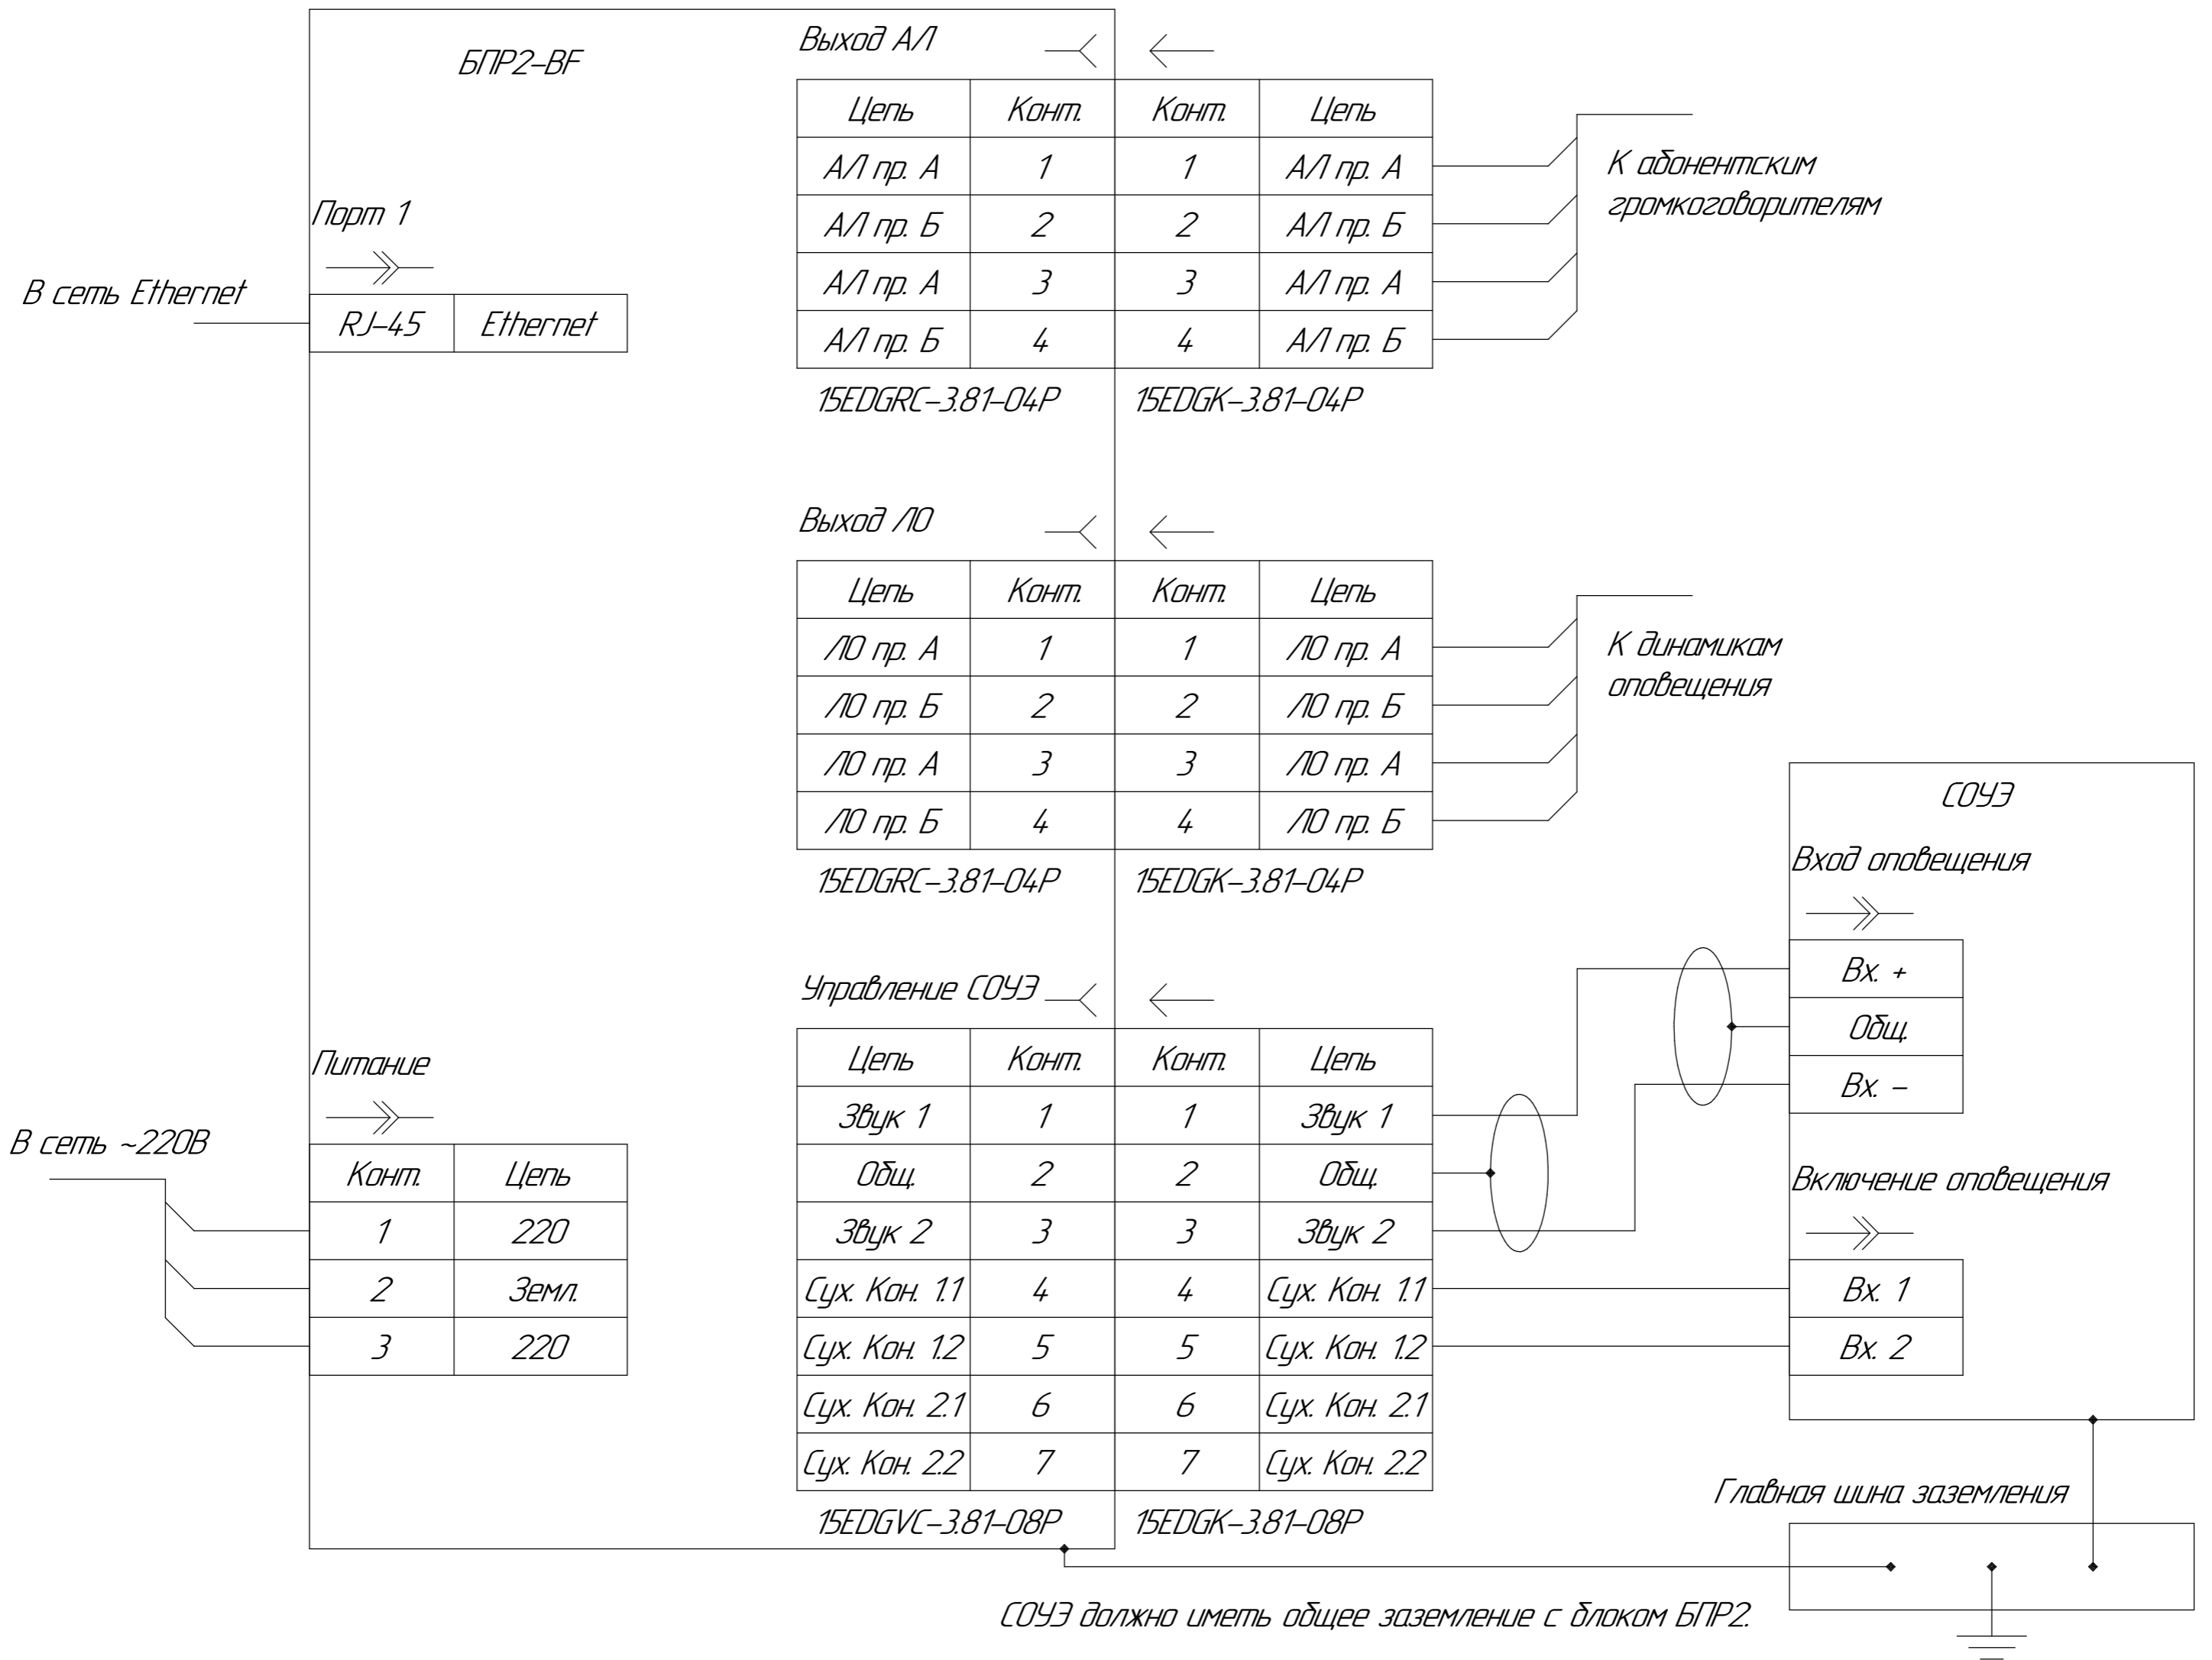 БПР2-BF
Порт 1
В сеть Ethernet
RJ-45 Ethernet
Питание
В сеть ~220В
Конт. Цепь
1 220
2 Земл.
3 220
Выход АЛ
Цепь Конт. Конт. Цепь
АЛ пр. А 1 1 АЛ пр. А
АЛ пр. Б 2 2 АЛ пр. Б
АЛ пр. А 3 3 АЛ пр. А
АЛ пр. Б 4 4 АЛ пр. Б
15EDGRC-3.81-04P 15EDGK-3.81-04P
К абонентским
громкоговорителям
Выход ЛО
Цепь Конт. Конт. Цепь
ЛО пр. А 1 1 ЛО пр. А
ЛО пр. Б 2 2 ЛО пр. Б
ЛО пр. А 3 3 ЛО пр. А
ЛО пр. Б 4 4 ЛО пр. Б
15EDGRC-3.81-04P 15EDGK-3.81-04P
К динамикам
оповещения
Управление СОУЭ
Цепь Конт. Конт. Цепь
Звук 1 1 1 Звук 1
Общ. 2 2 Общ.
Звук 2 3 3 Звук 2
Сух. Кон. 1.1 4 4 Сух. Кон. 1.1
Сух. Кон. 1.2 5 5 Сух. Кон. 1.2
Сух. Кон. 2.1 6 6 Сух. Кон. 2.1
Сух. Кон. 2.2 7 7 Сух. Кон. 2.2
15EDGVC-3.81-08P 15EDGK-3.81-08P
СОУЭ
Вход оповещения
Вх. +
Общ.
Вх. -
Включение оповещения
Вх. 1
Вх. 2
Главная шина заземления
СОУЭ должно иметь общее заземление с блоком БПР2.